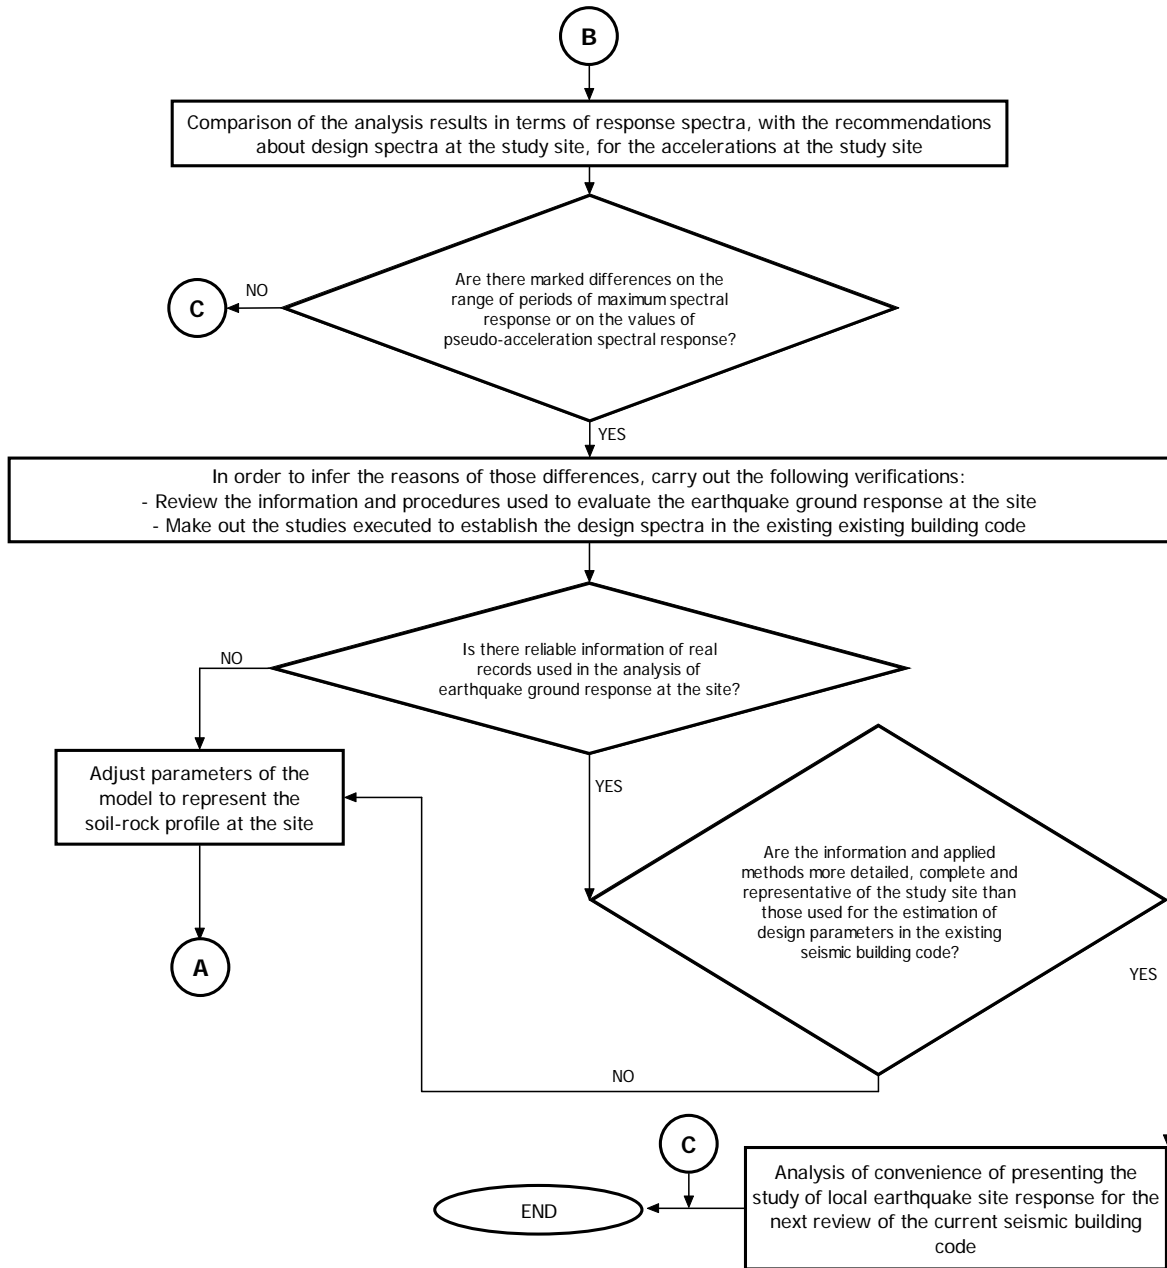 B
Comparison of the analysis results in terms of response spectra, with the recommendations
about design spectra at the study site, for the accelerations at the study site
Are there marked differences on the
range of periods of maximum spectral
response or on the values of
pseudo-acceleration spectral response?
NO
C
YES
In order to infer the reasons of those differences, carry out the following verifications:
- Review the information and procedures used to evaluate the earthquake ground response at the site
- Make out the studies executed to establish the design spectra in the existing existing building code
Is there reliable information of real
records used in the analysis of
earthquake ground response at the site?
NO
YES
Adjust parameters of the
model to represent the
soil-rock profile at the site
A
Are the information and applied
methods more detailed, complete and
representative of the study site than
those used for the estimation of
design parameters in the existing
seismic building code?
YES
NO
C
END
Analysis of convenience of presenting the
study of local earthquake site response for the
next review of the current seismic building
code